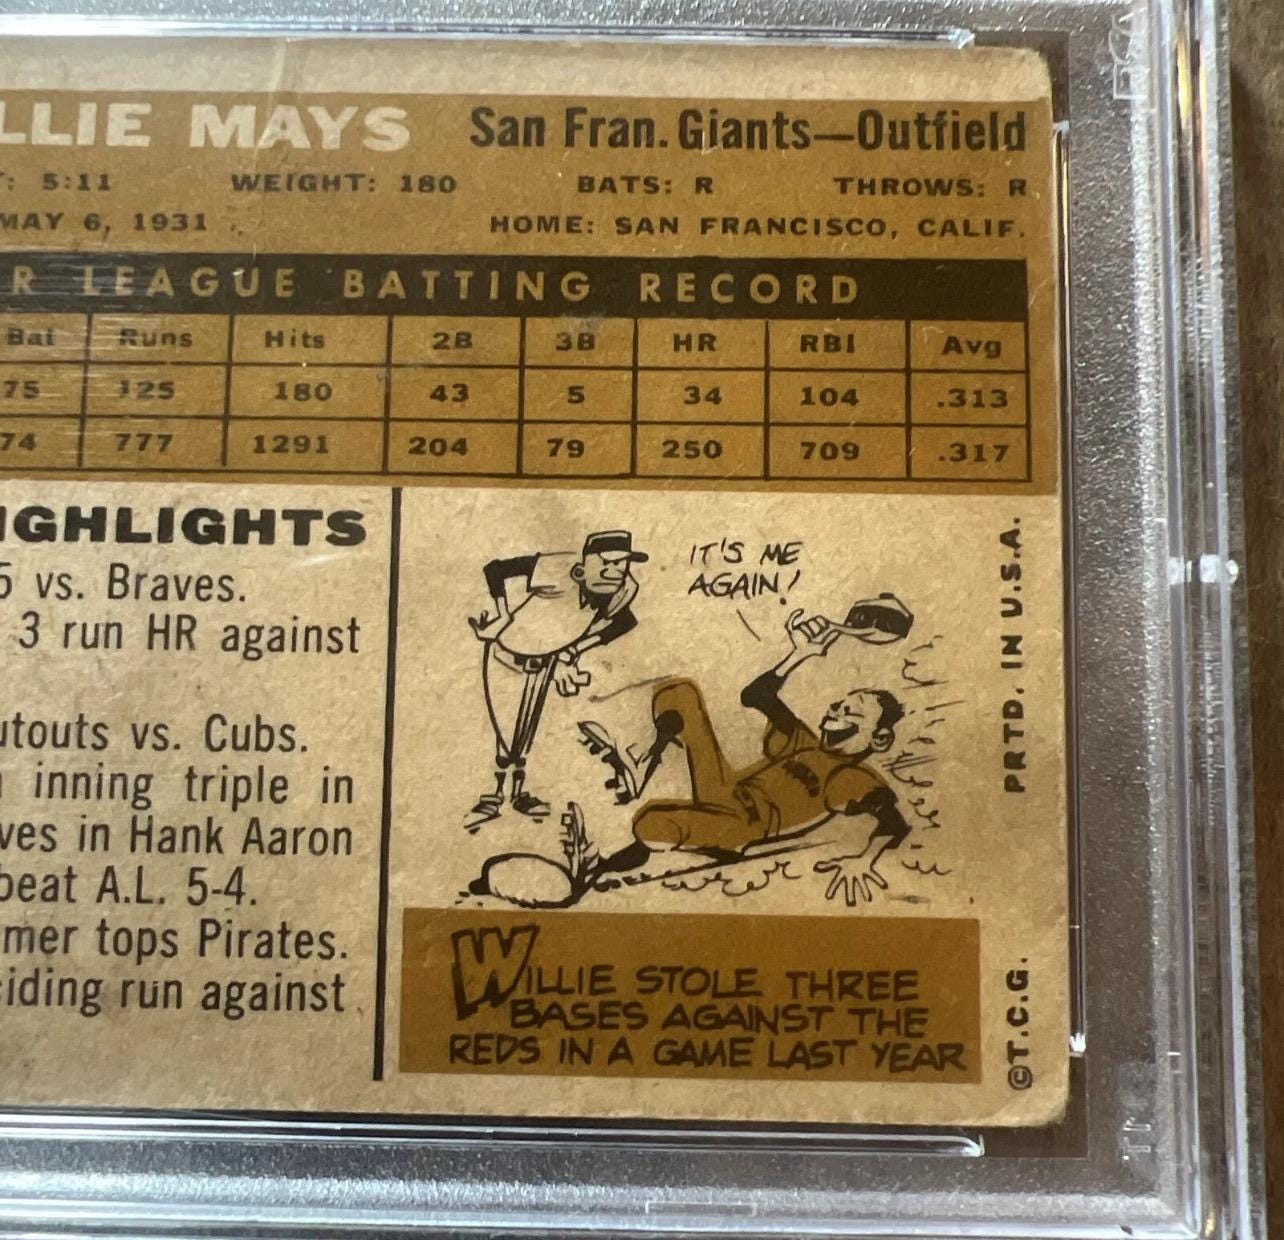 LLIE MAYS San Fran. Giants—Outfield
T: 5:11 WEIGHT: 180 BATS: R THROWS: R
MAY 6, 1931 HOME: SAN FRANCISCO, CALIF.
R LEAGUE BATTING RECORD
Bat Runs Hits 2B 3B HR RBI Avg
75 125 180 43 5 34 104 .313
74 777 1291 204 79 250 709 .317
IGHLIGHTS
5 vs. Braves.
3 run HR against
utouts vs. Cubs.
inning triple in
ves in Hank Aaron
beat A.L. 5-4.
mer tops Pirates.
iding run against
IT'S ME
AGAIN!
WILLIE STOLE THREE
BASES AGAINST THE
REDS IN A GAME LAST YEAR
©T.C.G. PRTD. IN U.S.A.